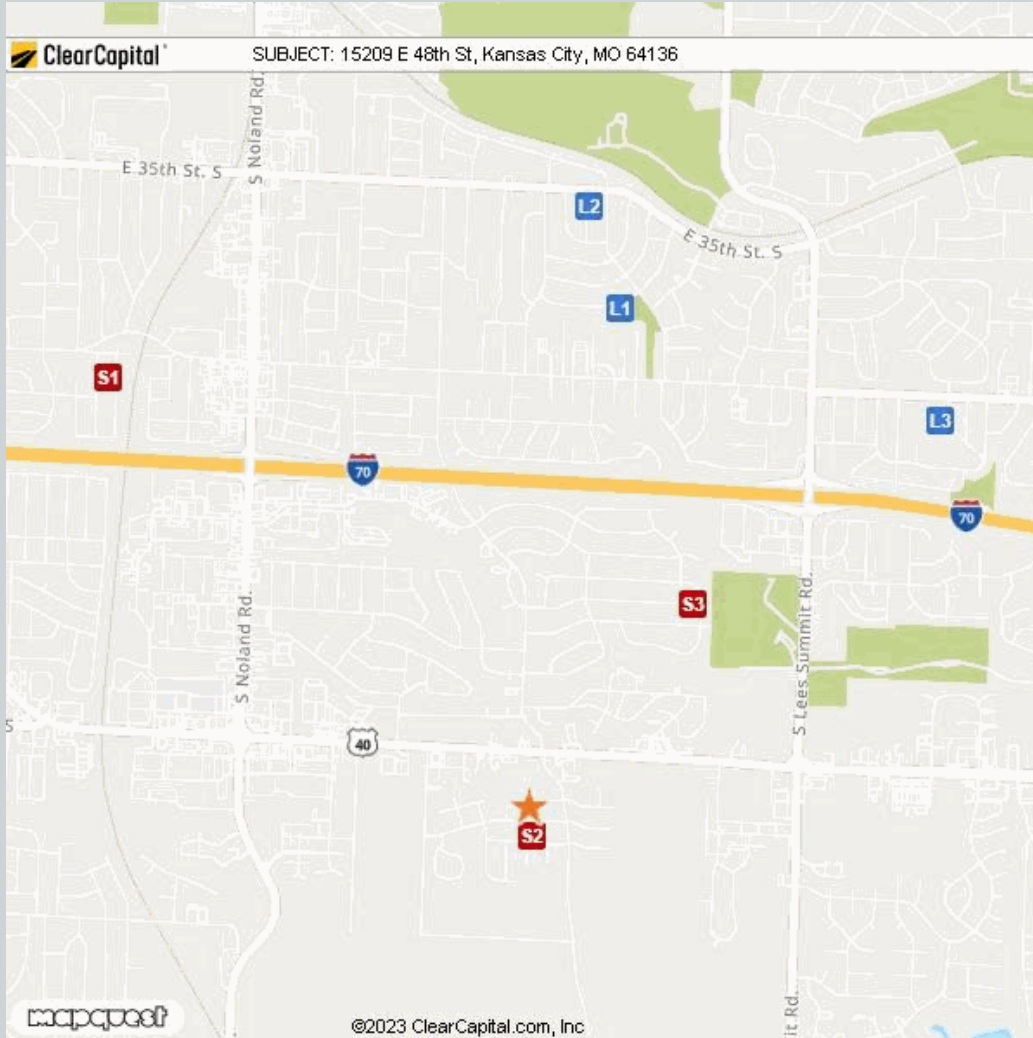 ClearCapital SUBJECT: 15209 E 48th St, Kansas City, MO 64136
S Noland Rd.
E 35th St. S
L2
E 35th St. S
L1
S1
L3
70
70
S3
S Noland Rd.
S Lees Summit Rd.
S
40
S2
it Rd.
mapquest
©2023 ClearCapital.com, Inc